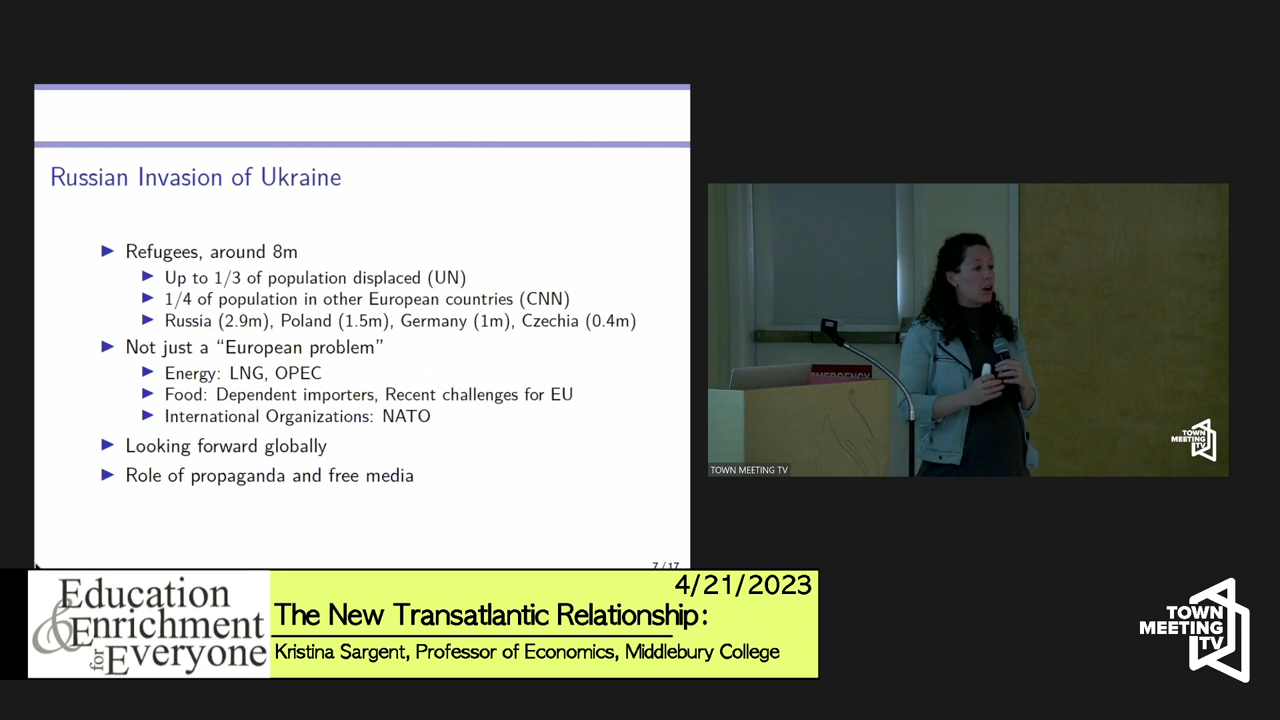 Russian Invasion of Ukraine
Refugees, around 8m
Up to 1/3 of population displaced (UN)
1/4 of population in other European countries (CNN)
Russia (2.9m), Poland (1.5m), Germany (1m), Czechia (0.4m)
Not just a “European problem”
Energy: LNG, OPEC
Food: Dependent importers, Recent challenges for EU
International Organizations: NATO
Looking forward globally
Role of propaganda and free media
7 / 17
EMERGENCY
TOWN
MEETING
TV
TOWN MEETING TV
Education
& Enrichment
for Everyone
4/21/2023
The New Transatlantic Relationship:
Kristina Sargent, Professor of Economics, Middlebury College
TOWN
MEETING
TV